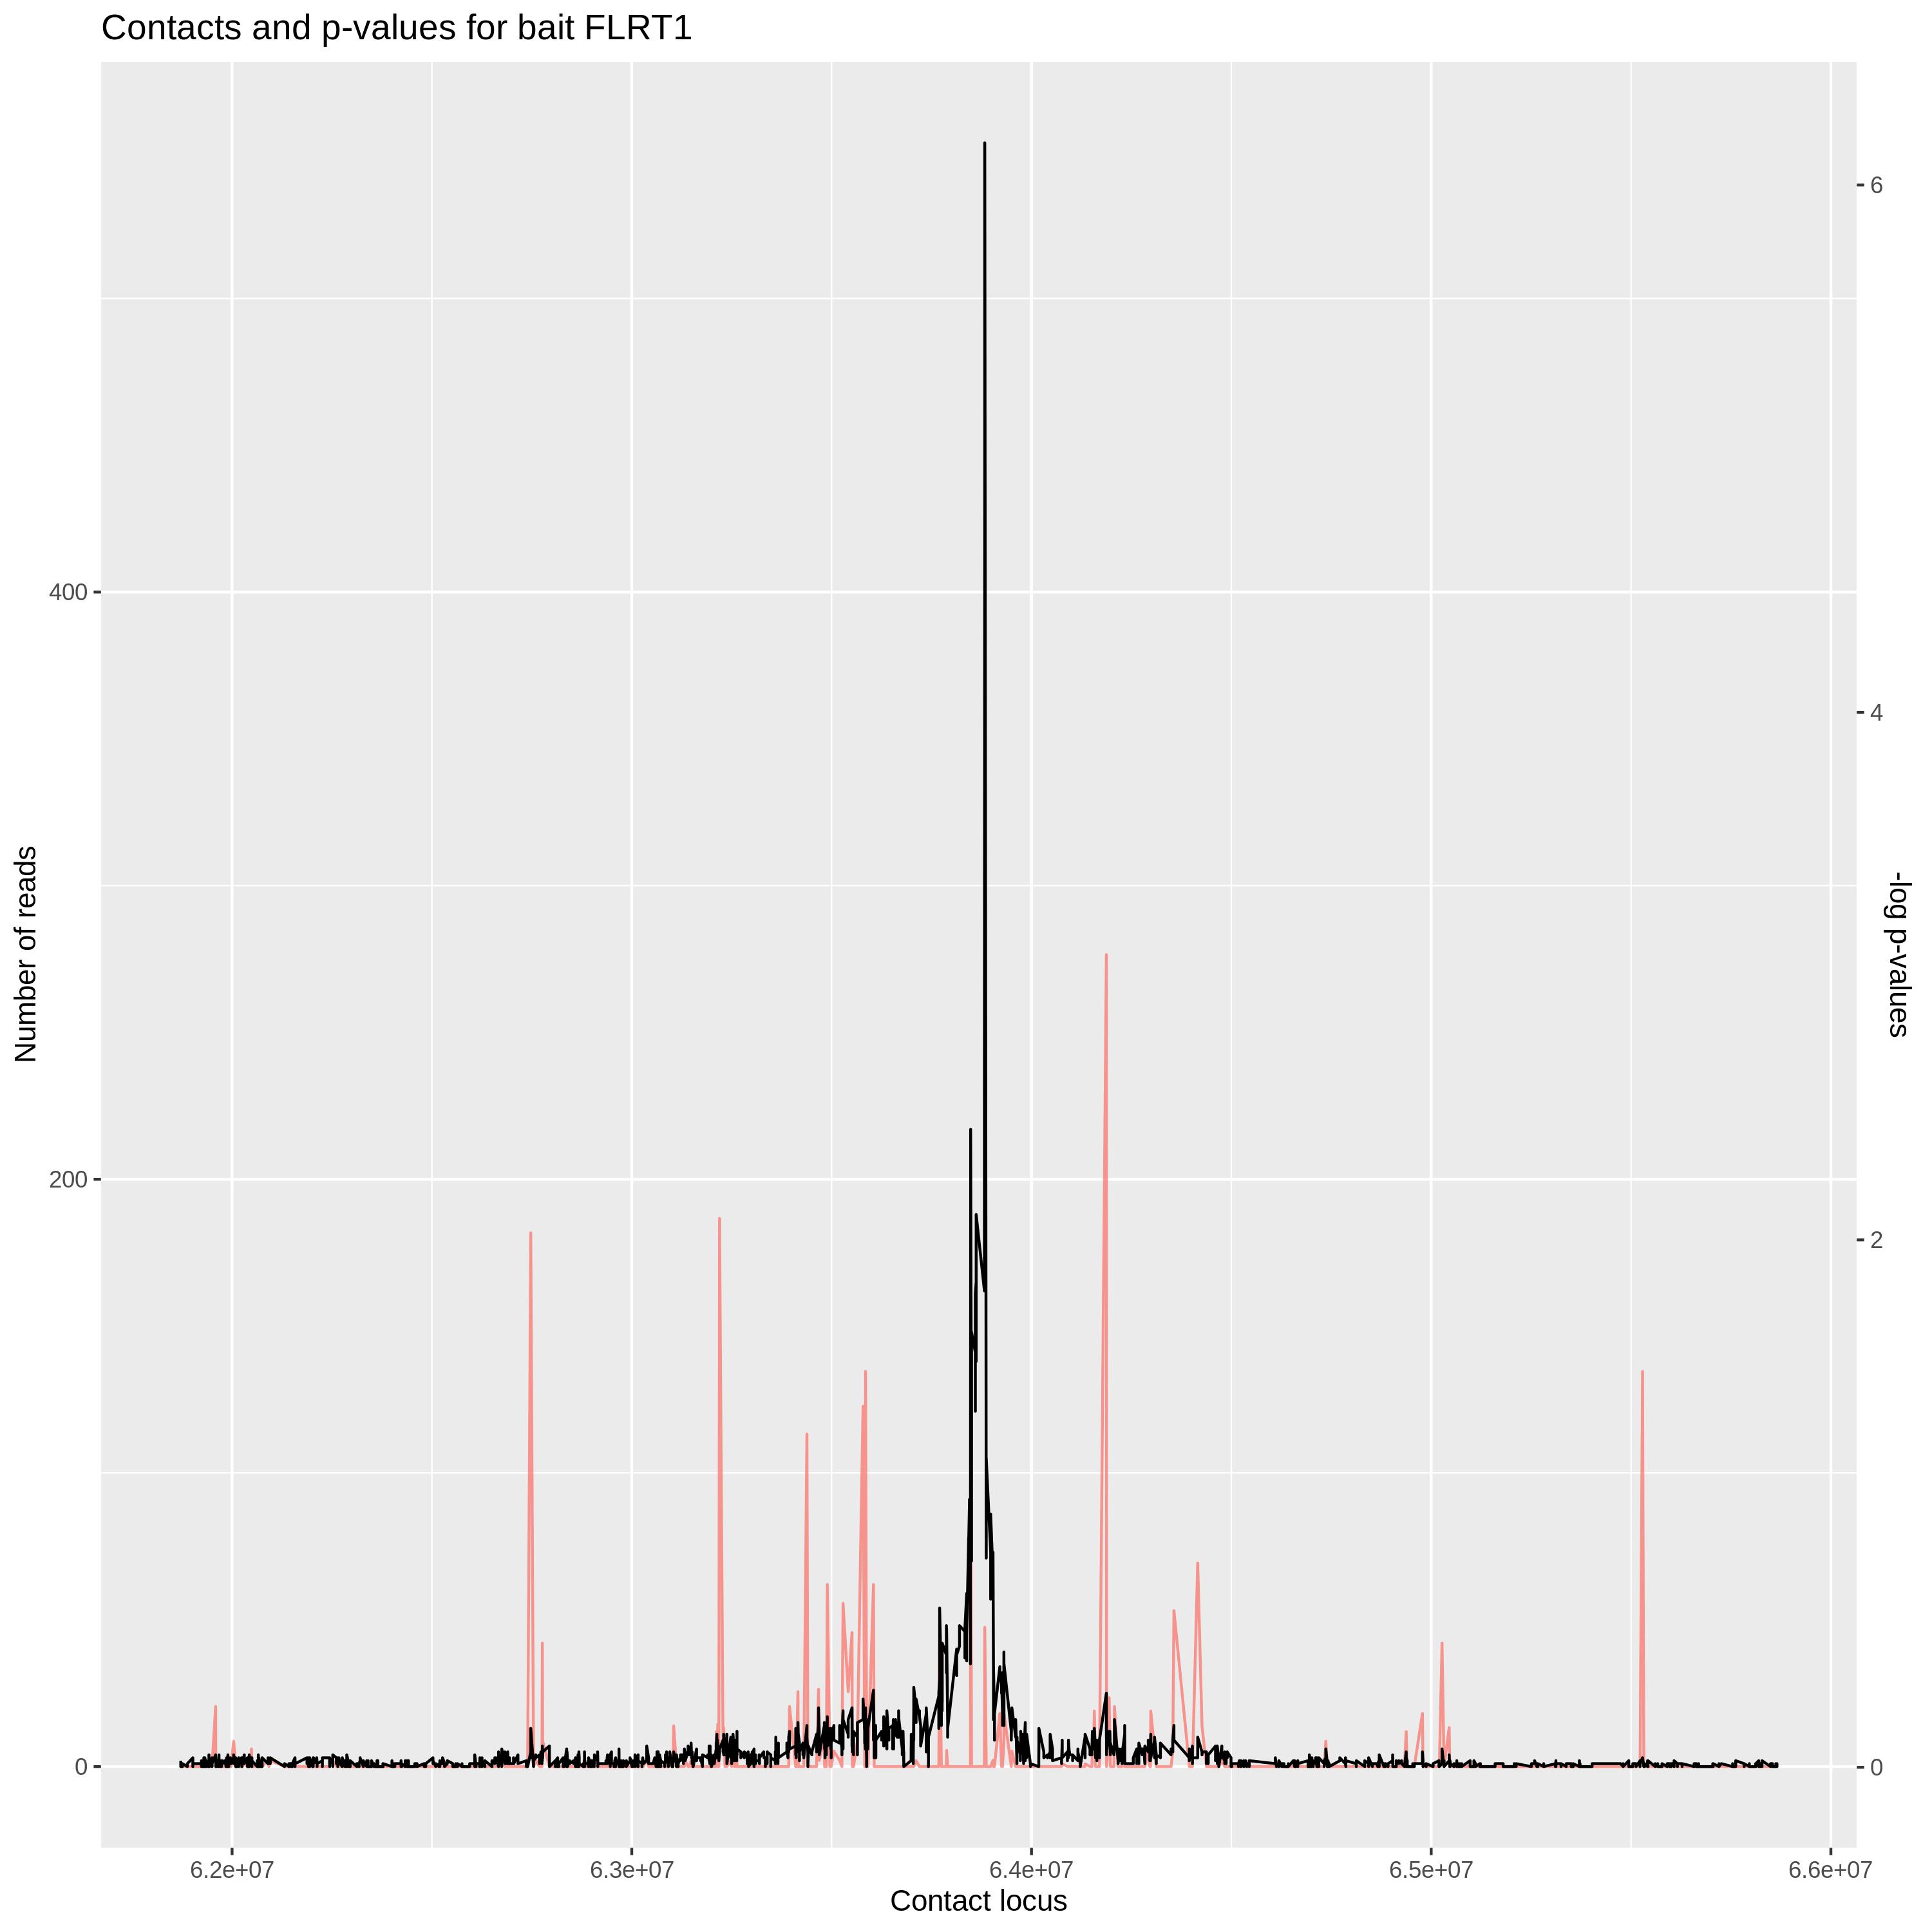 Contacts and p-values for bait FLRT1
Number of reads
400
200
0
6
4
2
0
-log p-values
6.2e+07 6.3e+07 6.4e+07 6.5e+07 6.6e+07
Contact locus